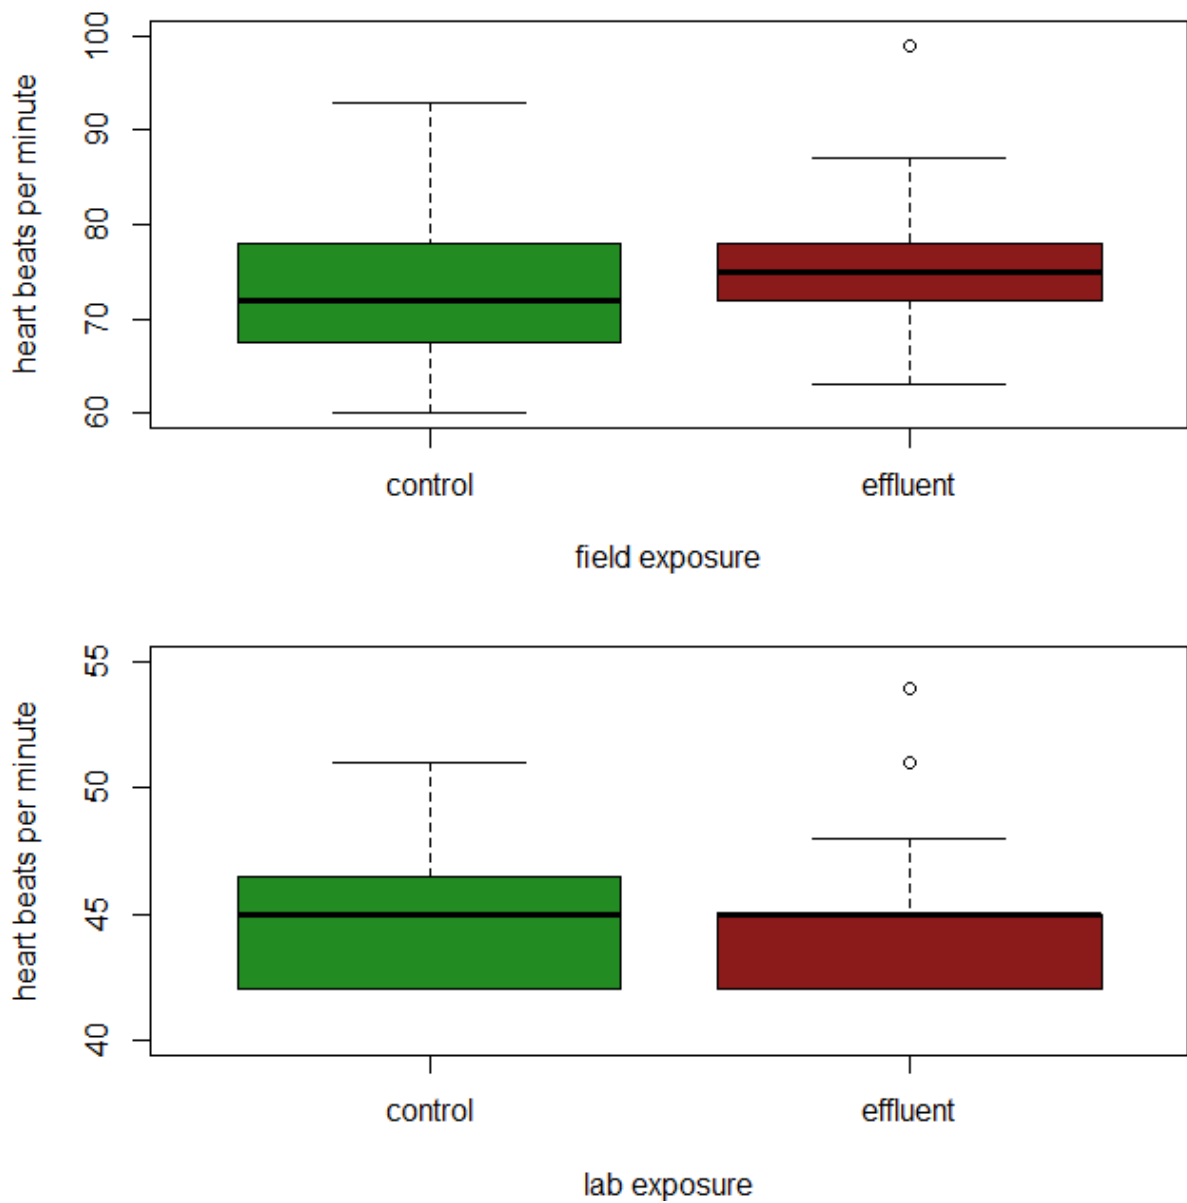 heart beats per minute
100
90
80
70
60
control effluent
field exposure
heart beats per minute
55
50
45
40
control effluent
lab exposure